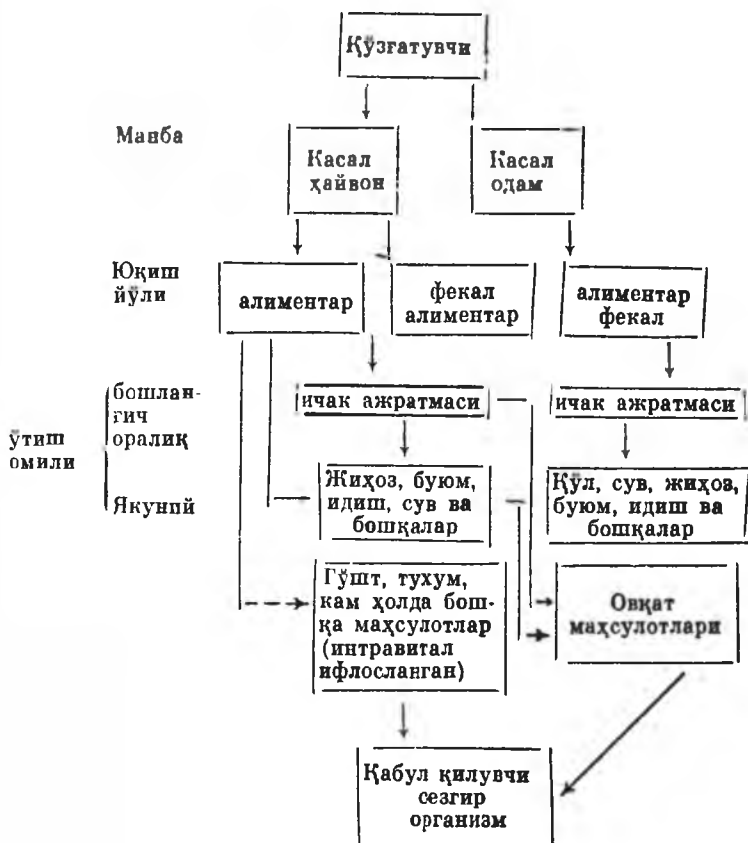 Қўзғатувчи
Манба
Касал
ҳайвон
Касал
одам
Юқиш
йўли
алиментар
фекал
алиментар
алиментар
фекал
ўтиш
омили
бошлан-
ғич
оралиқ
Якуний
ичак ажратмаси
ичак ажратмаси
Жиҳоз, буюм,
идиш, сув ва
бошқалар
Қўл, сув, жиҳоз,
буюм, идиш ва
бошқалар
Гўшт, тухум,
кам ҳолда бош-
қа маҳсулотлар
(интравитал
ифлосланган)
Овқат
маҳсулотлари
Қабул қилувчи
сезгир
организм